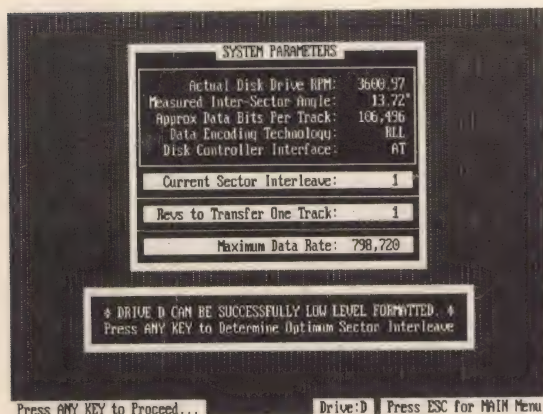 SYSTEM PARAMETERS
Actual Disk Drive RPM: 3600.97
Measured Inter-Sector Angle: 13.72°
Approx Data Bits Per Track: 106,496
Data Encoding Technology: RLL
Disk Controller Interface: AT
Current Sector Interleave: 1
Revs to Transfer One Track: 1
Maximum Data Rate: 798,720
* DRIVE D CAN BE SUCCESSFULLY LOW LEVEL FORMATTED. *
Press ANY KEY to Determine Optimum Sector Interleave
Press ANY KEY to Proceed... Drive:D Press ESC for MAIN Menu